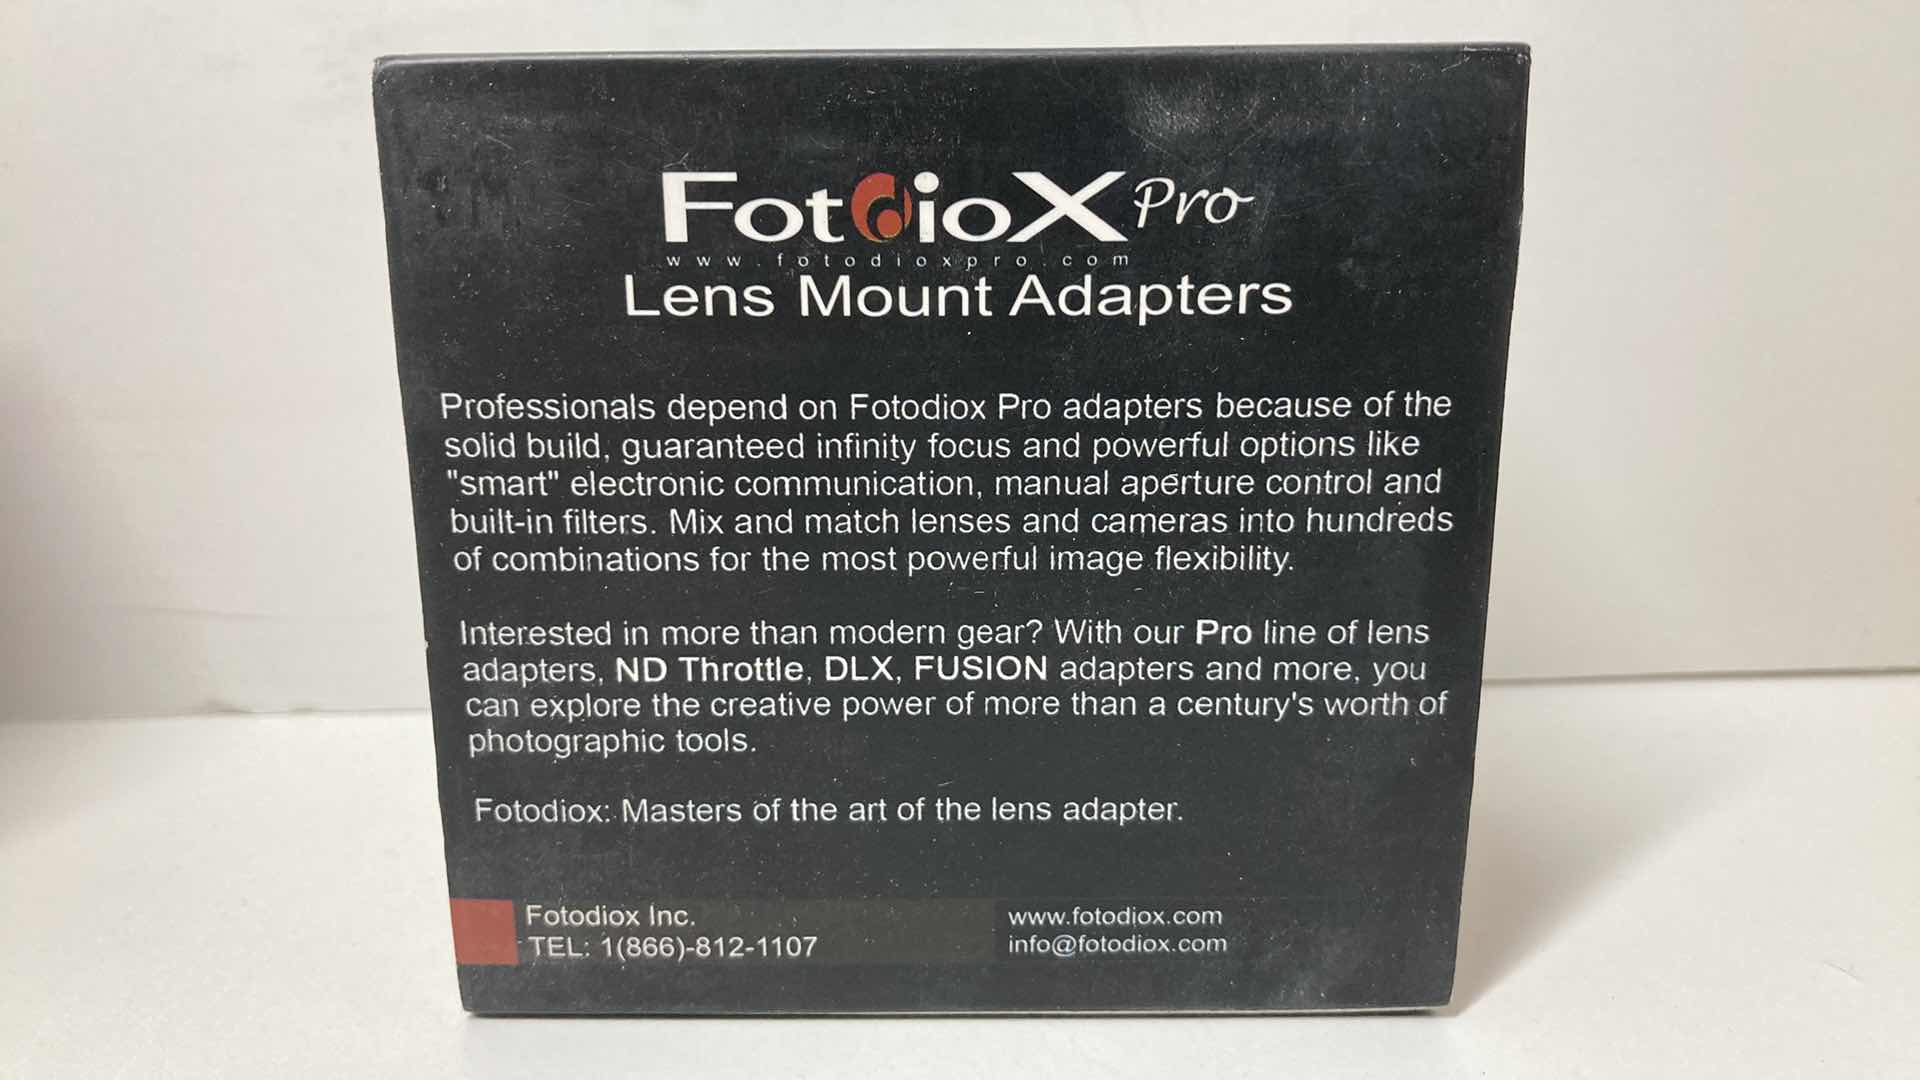 FotdioX Pro
www.fotodioxpro.com
Lens Mount Adapters
Professionals depend on Fotodiox Pro adapters because of the
solid build, guaranteed infinity focus and powerful options like
"smart" electronic communication, manual aperture control and
built-in filters. Mix and match lenses and cameras into hundreds
of combinations for the most powerful image flexibility.
Interested in more than modern gear? With our Pro line of lens
adapters, ND Throttle, DLX, FUSION adapters and more, you
can explore the creative power of more than a century's worth of
photographic tools.
Fotodiox: Masters of the art of the lens adapter.
Fotodiox Inc.
TEL: 1(866)-812-1107
www.fotodiox.com
info@fotodiox.com